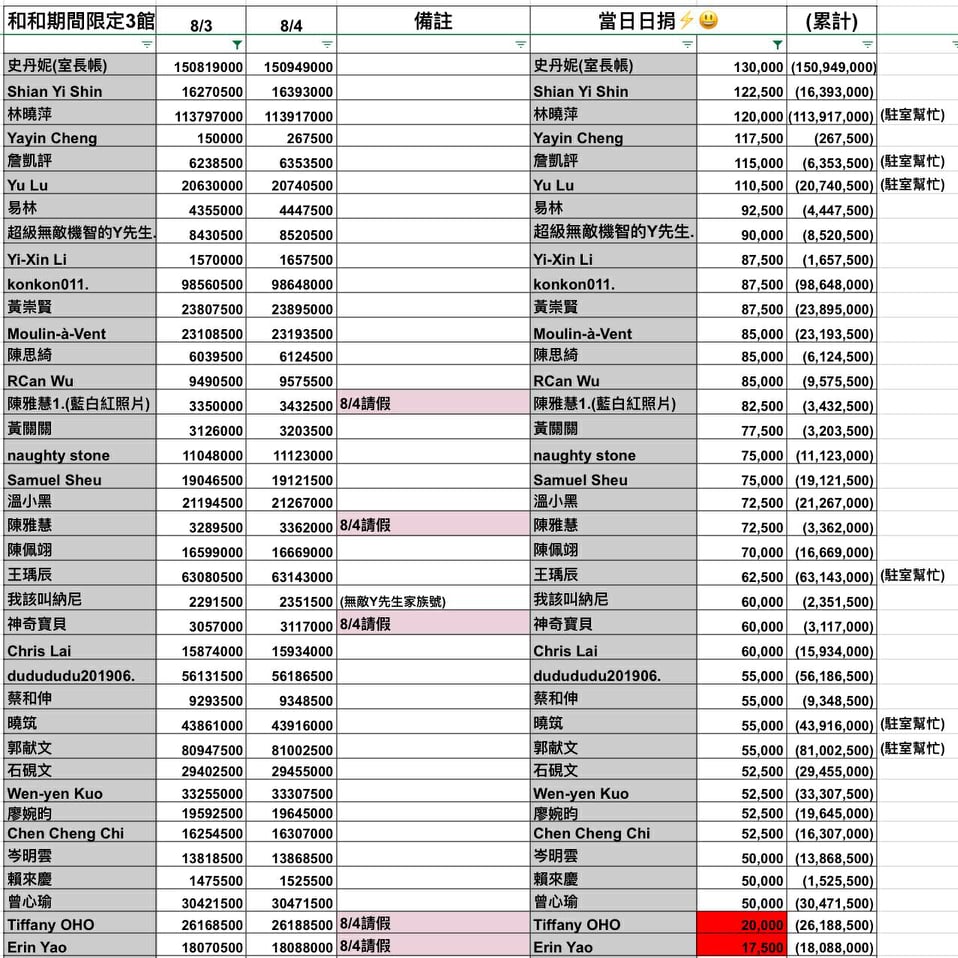 和和期間限定3館 8/3 8/4 備註 當日日捐⚡😃 (累計)
史丹妮(室長帳) 150819000 150949000 史丹妮(室長帳) 130,000 (150,949,000)
Shian Yi Shin 16270500 16393000 Shian Yi Shin 122,500 (16,393,000)
林曉萍 113797000 113917000 林曉萍 120,000 (113,917,000) (駐室幫忙)
Yayin Cheng 150000 267500 Yayin Cheng 117,500 (267,500)
詹凱評 6238500 6353500 詹凱評 115,000 (6,353,500) (駐室幫忙)
Yu Lu 20630000 20740500 Yu Lu 110,500 (20,740,500) (駐室幫忙)
易林 4355000 4447500 易林 92,500 (4,447,500)
超級無敵機智的Y先生. 8430500 8520500 超級無敵機智的Y先生. 90,000 (8,520,500)
Yi-Xin Li 1570000 1657500 Yi-Xin Li 87,500 (1,657,500)
konkon011. 98560500 98648000 konkon011. 87,500 (98,648,000)
黃崇賢 23807500 23895000 黃崇賢 87,500 (23,895,000)
Moulin-à-Vent 23108500 23193500 Moulin-à-Vent 85,000 (23,193,500)
陳思綺 6039500 6124500 陳思綺 85,000 (6,124,500)
RCan Wu 9490500 9575500 RCan Wu 85,000 (9,575,500)
陳雅慧1.(藍白紅照片) 3350000 3432500 8/4請假 陳雅慧1.(藍白紅照片) 82,500 (3,432,500)
黃關關 3126000 3203500 黃關關 77,500 (3,203,500)
naughty stone 11048000 11123000 naughty stone 75,000 (11,123,000)
Samuel Sheu 19046500 19121500 Samuel Sheu 75,000 (19,121,500)
溫小黑 21194500 21267000 溫小黑 72,500 (21,267,000)
陳雅慧 3289500 3362000 8/4請假 陳雅慧 72,500 (3,362,000)
陳佩翊 16599000 16669000 陳佩翊 70,000 (16,669,000)
王瑀辰 63080500 63143000 王瑀辰 62,500 (63,143,000) (駐室幫忙)
我該叫納尼 2291500 2351500 (無敵Y先生家族號) 我該叫納尼 60,000 (2,351,500)
神奇寶貝 3057000 3117000 8/4請假 神奇寶貝 60,000 (3,117,000)
Chris Lai 15874000 15934000 Chris Lai 60,000 (15,934,000)
dudududu201906. 56131500 56186500 dudududu201906. 55,000 (56,186,500)
蔡和伸 9293500 9348500 蔡和伸 55,000 (9,348,500)
曉筑 43861000 43916000 曉筑 55,000 (43,916,000) (駐室幫忙)
郭献文 80947500 81002500 郭献文 55,000 (81,002,500) (駐室幫忙)
石硯文 29402500 29455000 石硯文 52,500 (29,455,000)
Wen-yen Kuo 33255000 33307500 Wen-yen Kuo 52,500 (33,307,500)
廖婉昀 19592500 19645000 廖婉昀 52,500 (19,645,000)
Chen Cheng Chi 16254500 16307000 Chen Cheng Chi 52,500 (16,307,000)
岑明雲 13818500 13868500 岑明雲 50,000 (13,868,500)
賴來慶 1475500 1525500 賴來慶 50,000 (1,525,500)
曾心瑜 30421500 30471500 曾心瑜 50,000 (30,471,500)
Tiffany OHO 26168500 26188500 8/4請假 Tiffany OHO 20,000 (26,188,500)
Erin Yao 18070500 18088000 8/4請假 Erin Yao 17,500 (18,088,000)